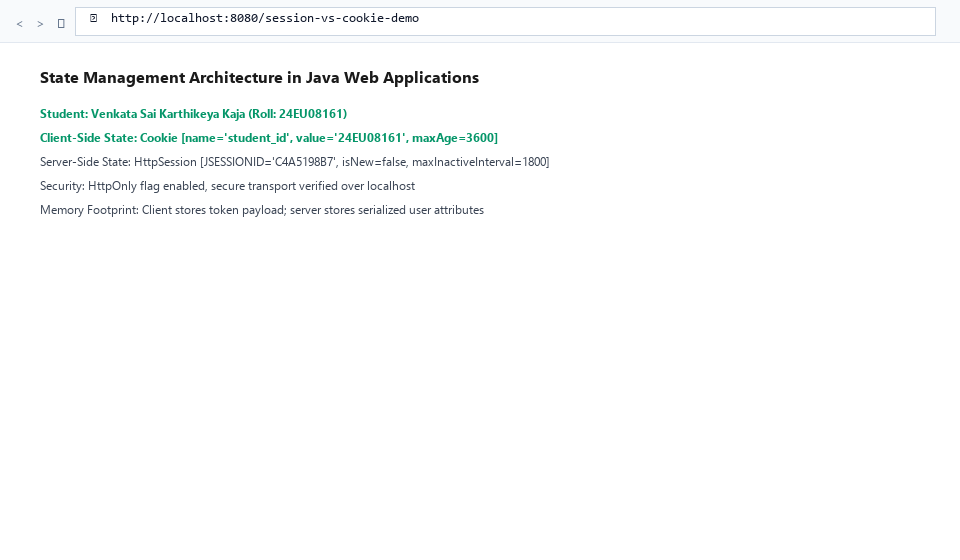 < >
http://localhost:8080/session-vs-cookie-demo
State Management Architecture in Java Web Applications
Student: Venkata Sai Karthikeya Kaja (Roll: 24EU08161)
Client-Side State: Cookie [name='student_id', value='24EU08161', maxAge=3600]
Server-Side State: HttpSession [JSESSIONID='C4A5198B7', isNew=false, maxInactiveInterval=1800]
Security: HttpOnly flag enabled, secure transport verified over localhost
Memory Footprint: Client stores token payload; server stores serialized user attributes